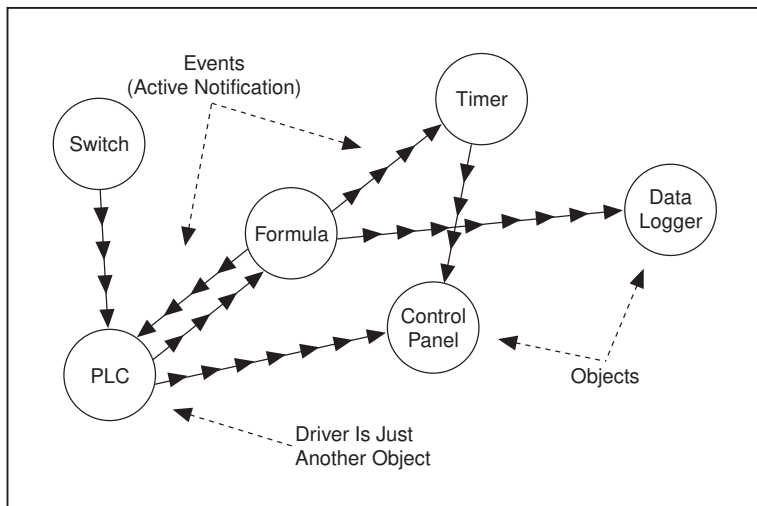 Events
(Active Notification)
Timer
Switch
Data
Logger
Formula
Control
Panel
PLC
Objects
Driver Is Just
Another Object